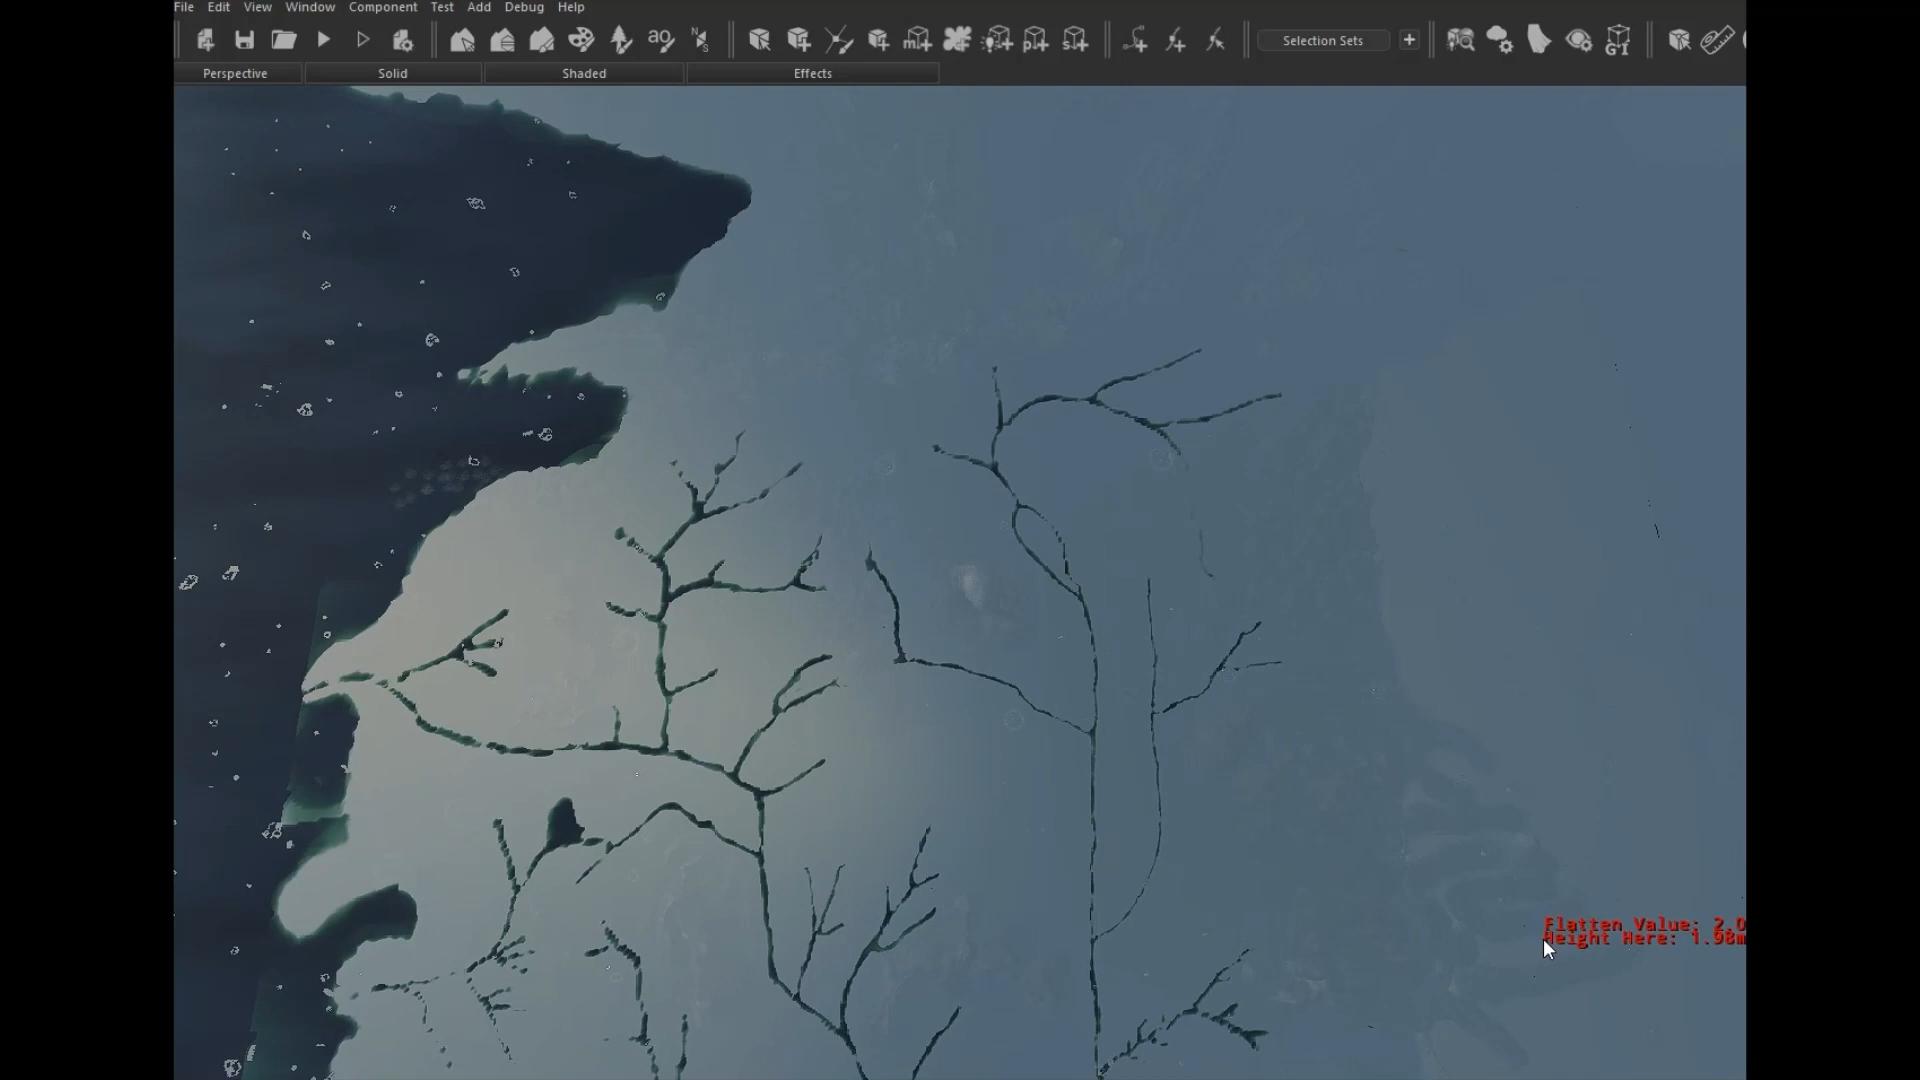 File Edit View Window Component Test Add Debug Help
Selection Sets +
Perspective Solid Shaded Effects
Flatten Value: 2.0
Height Here: 1.98m